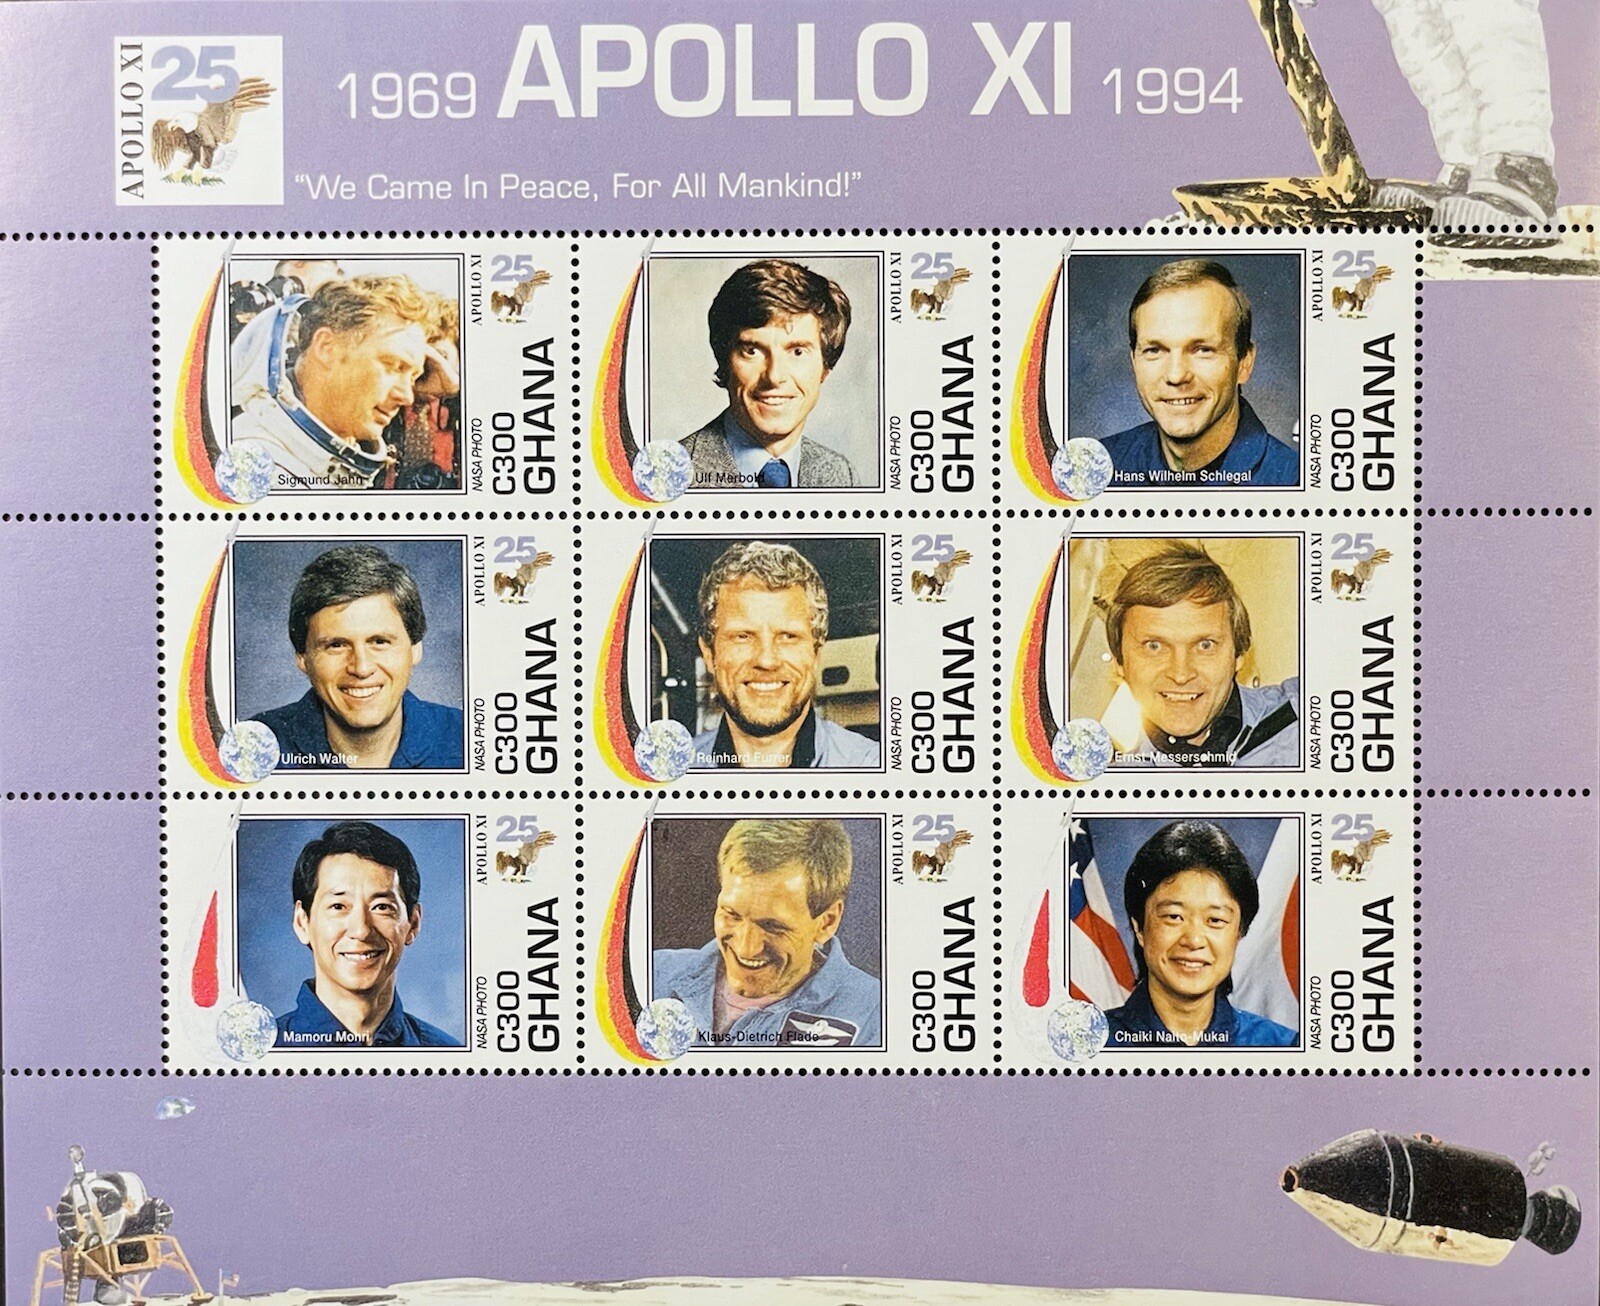 APOLLO XI 25
1969 APOLLO XI 1994
"We Came In Peace, For All Mankind!"
APOLLO XI 25
Sigmund Jahn
NASA PHOTO
C300
GHANA
APOLLO XI 25
Ulf Merbold
NASA PHOTO
C300
GHANA
APOLLO XI 25
Hans Wilhelm Schlegal
NASA PHOTO
C300
GHANA
APOLLO XI 25
Ulrich Walter
NASA PHOTO
C300
GHANA
APOLLO XI 25
Reinhard Furrer
NASA PHOTO
C300
GHANA
APOLLO XI 25
Ernst Messerschmid
NASA PHOTO
C300
GHANA
APOLLO XI 25
Mamoru Mohri
NASA PHOTO
C300
GHANA
APOLLO XI 25
Klaus-Dietrich Flade
C300
GHANA
APOLLO XI 25
Chaiki Naito-Mukai
NASA PHOTO
C300
GHANA